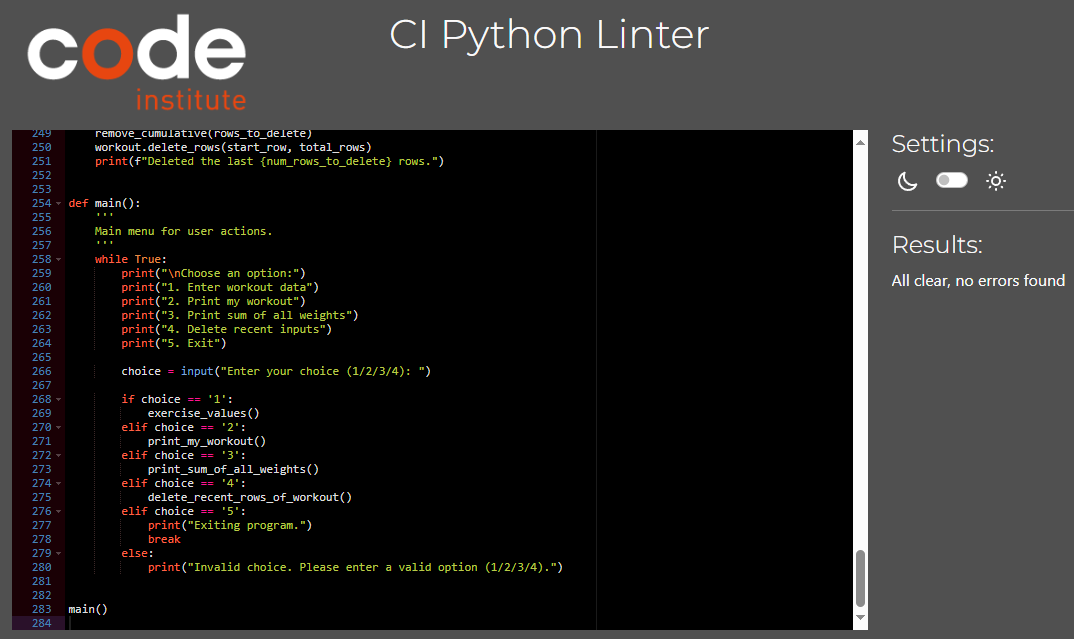 code
institute
CI Python Linter
249 remove_cumulative(rows_to_delete)
250 workout.delete_rows(start_row, total_rows)
251 print(f"Deleted the last {num_rows_to_delete} rows.")
252
253
254 def main():
255 '''
256 Main menu for user actions.
257 '''
258 while True:
259 print("\nChoose an option:")
260 print("1. Enter workout data")
261 print("2. Print my workout")
262 print("3. Print sum of all weights")
263 print("4. Delete recent inputs")
264 print("5. Exit")
265
266 choice = input("Enter your choice (1/2/3/4): ")
267
268 if choice == '1':
269 exercise_values()
270 elif choice == '2':
271 print_my_workout()
272 elif choice == '3':
273 print_sum_of_all_weights()
274 elif choice == '4':
275 delete_recent_rows_of_workout()
276 elif choice == '5':
277 print("Exiting program.")
278 break
279 else:
280 print("Invalid choice. Please enter a valid option (1/2/3/4).")
281
282
283 main()
284
Settings:
Results:
All clear, no errors found